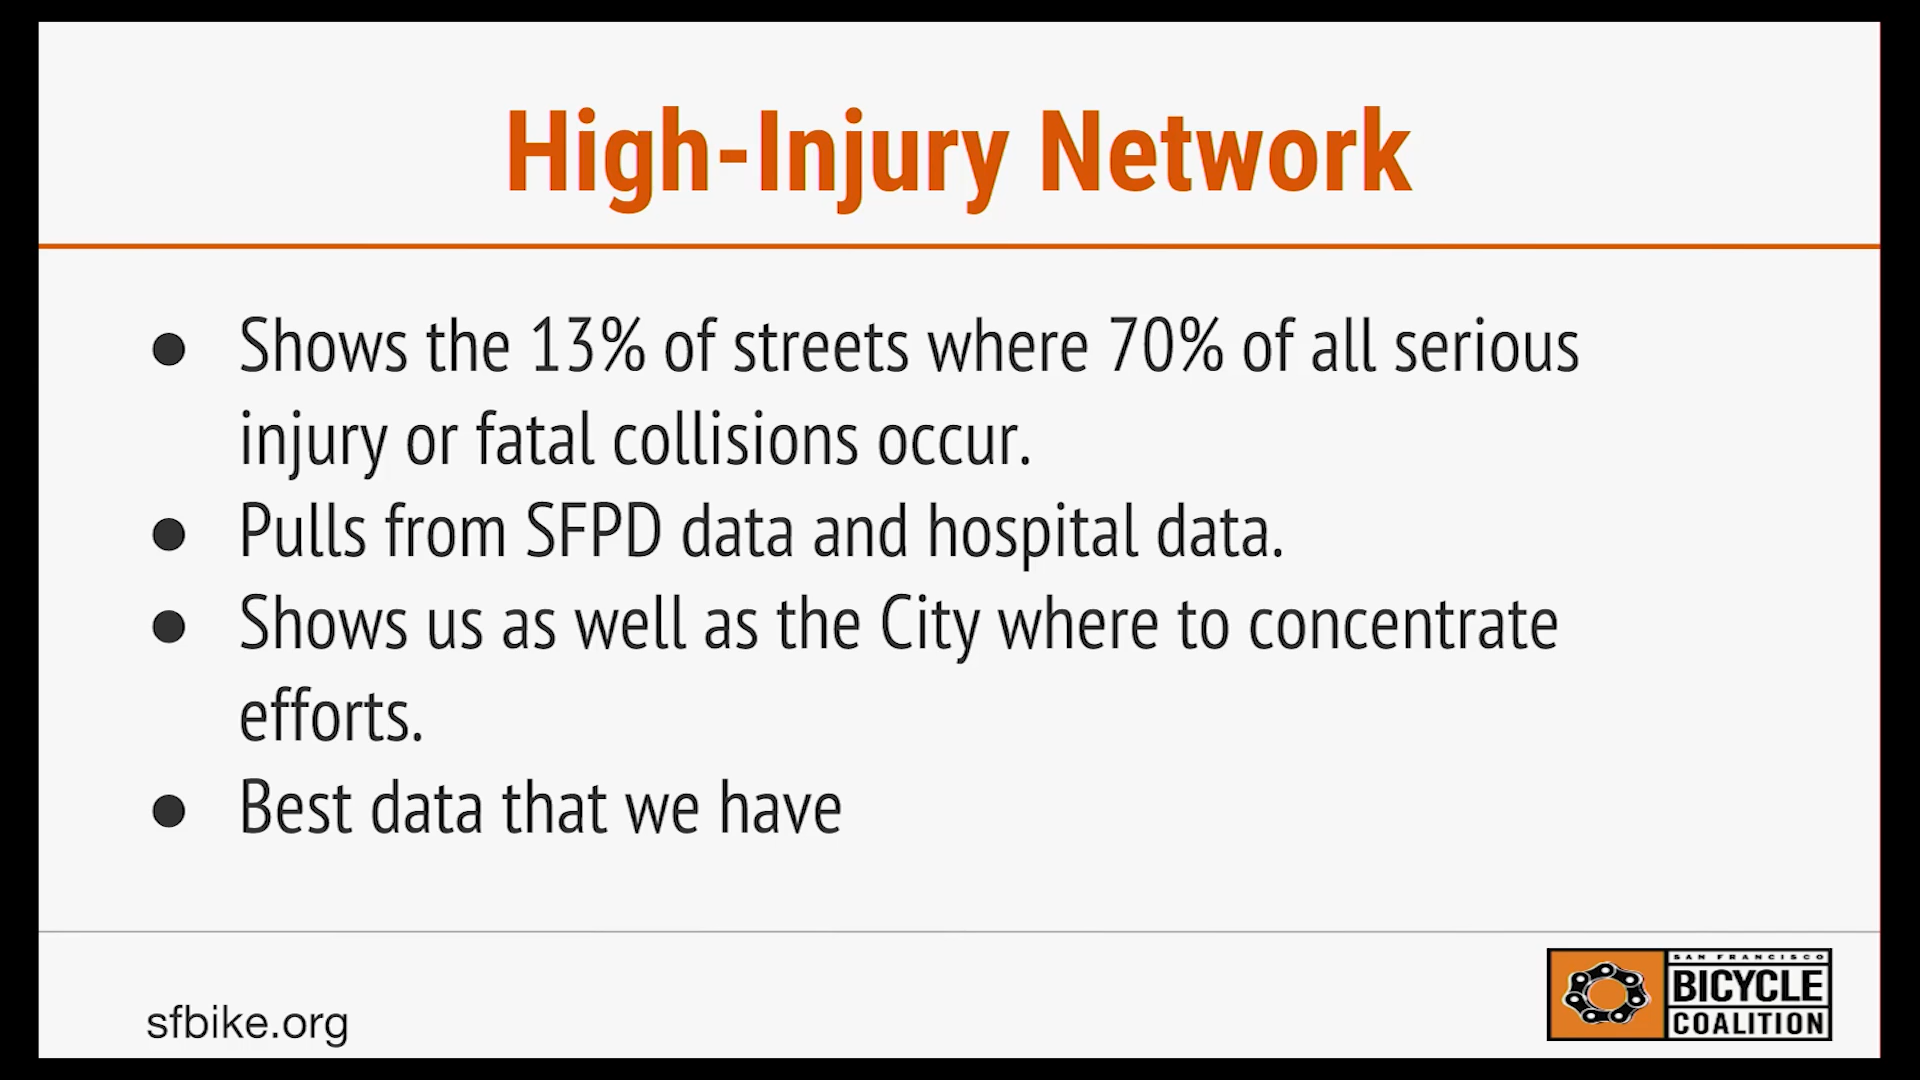 High-Injury Network
● Shows the 13% of streets where 70% of all serious
injury or fatal collisions occur.
● Pulls from SFPD data and hospital data.
● Shows us as well as the City where to concentrate
efforts.
● Best data that we have
sfbike.org
SAN FRANCISCO
BICYCLE
COALITION